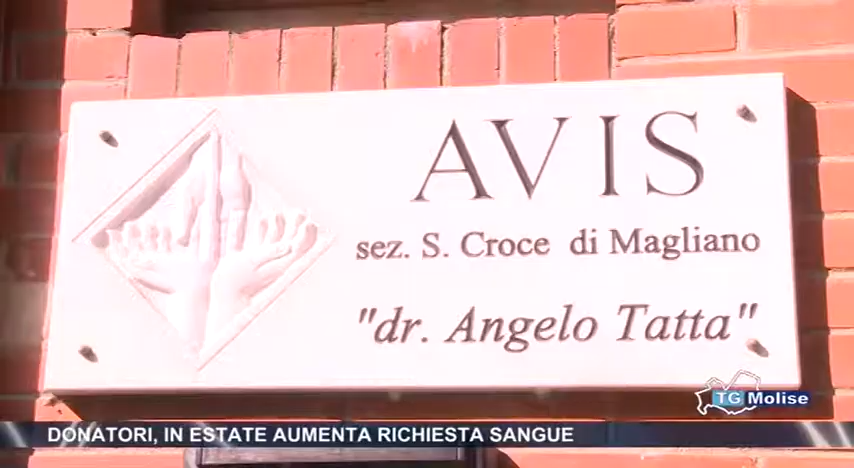 AVIS
sez. S. Croce di Magliano
"dr. Angelo Tatta"
TG Molise
DONATORI, IN ESTATE AUMENTA RICHIESTA SANGUE